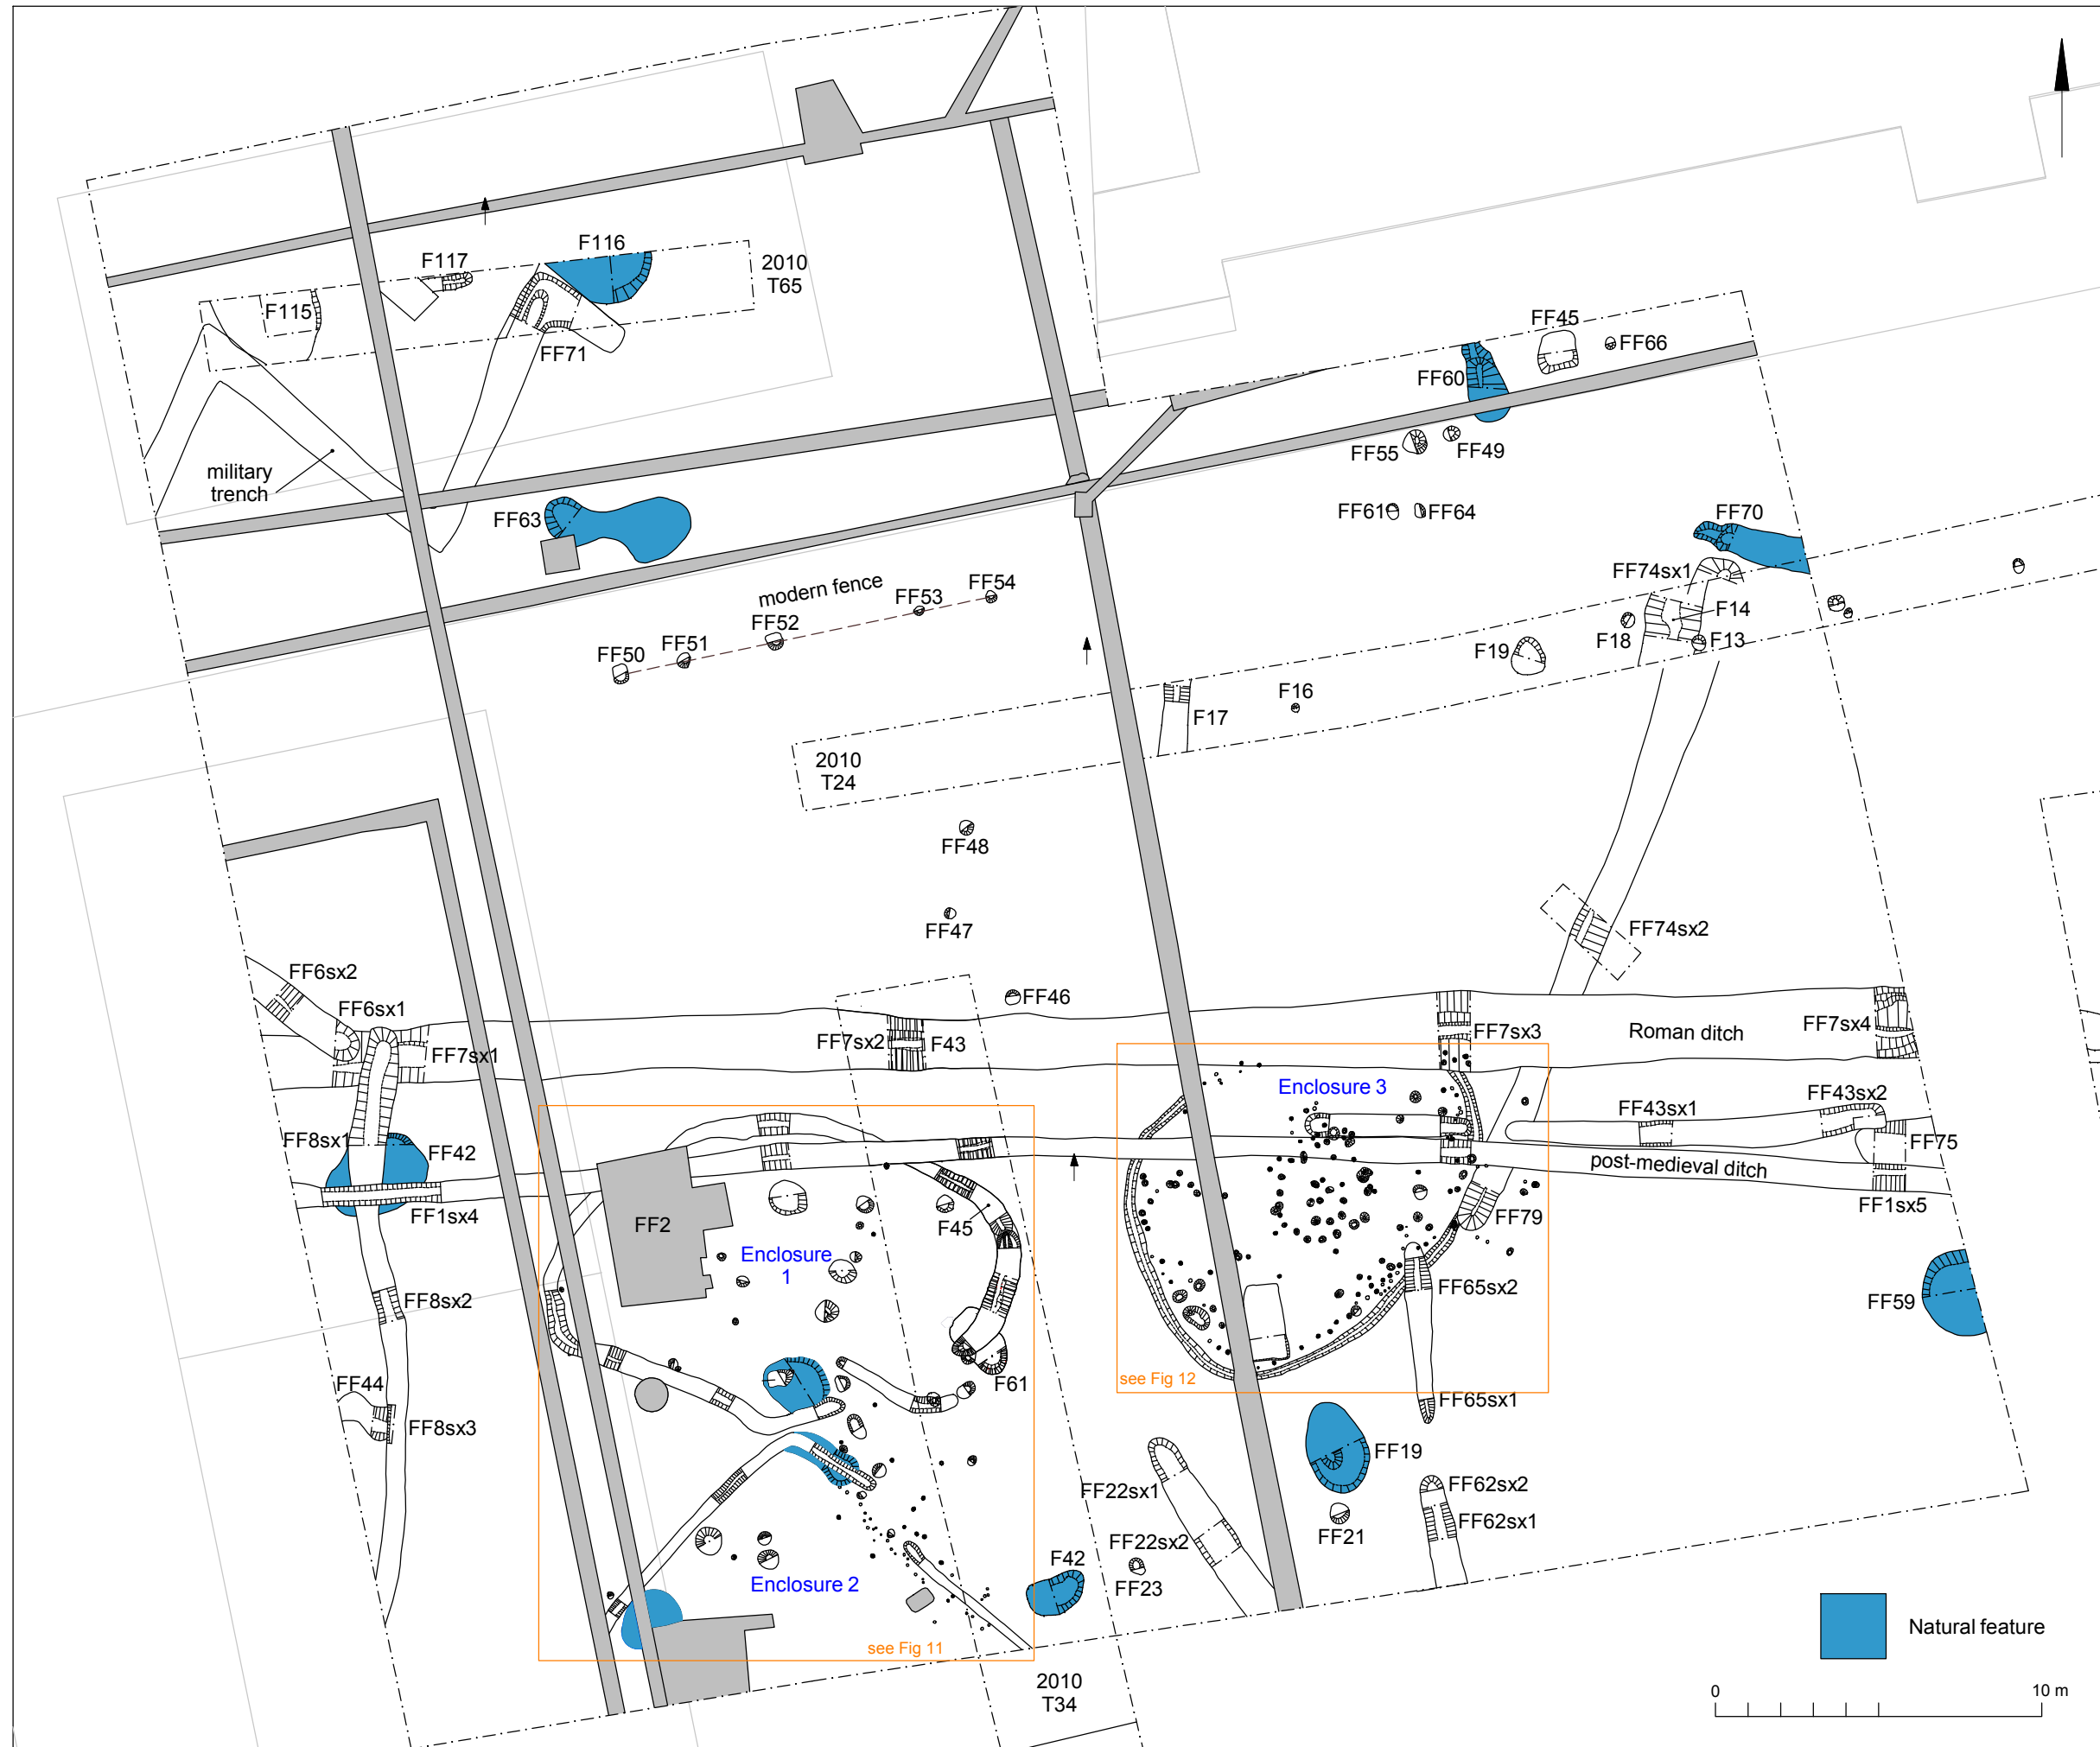 F116
F117
2010
T65
F115
FF71
FF45
FF66
FF60
FF55
FF49
military
trench
FF63
FF61
FF64
FF70
modern fence
FF54
FF53
FF52
FF51
FF50
FF74sx1
F14
F18
F13
F19
F16
F17
2010
T24
FF48
FF47
FF74sx2
FF6sx2
FF6sx1
FF46
FF7sx1
FF7sx2
F43
FF7sx3
Roman ditch
FF7sx4
Enclosure 3
FF43sx2
FF43sx1
FF8sx1
FF42
FF75
post-medieval ditch
FF1sx5
FF1sx4
FF2
F45
FF79
Enclosure
1
FF8sx2
FF65sx2
FF59
FF44
F61
see Fig 12
FF65sx1
FF8sx3
FF19
FF22sx1
FF62sx2
FF62sx1
FF21
FF22sx2
F42
FF23
Enclosure 2
see Fig 11
Natural feature
2010
T34
0
10 m